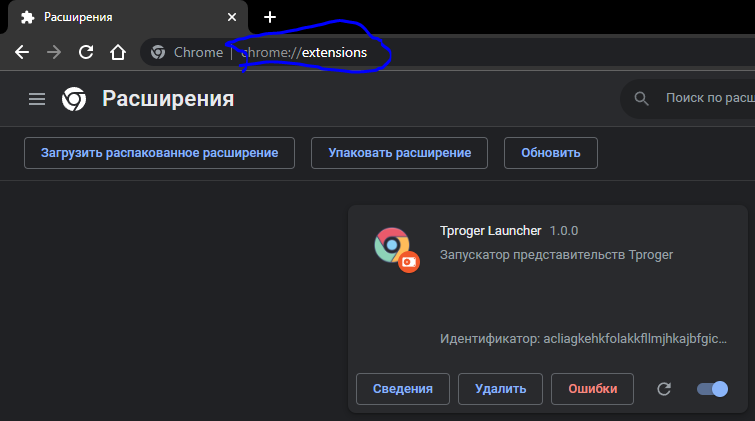 Расширения
Chrome | chrome://extensions
Расширения
Поиск по расш
Загрузить распакованное расширение
Упаковать расширение
Обновить
Tproger Launcher 1.0.0
Запускатор представительств Tproger
Идентификатор: acliagkehkfolakkfllmjhkajbfgic...
Сведения
Удалить
Ошибки